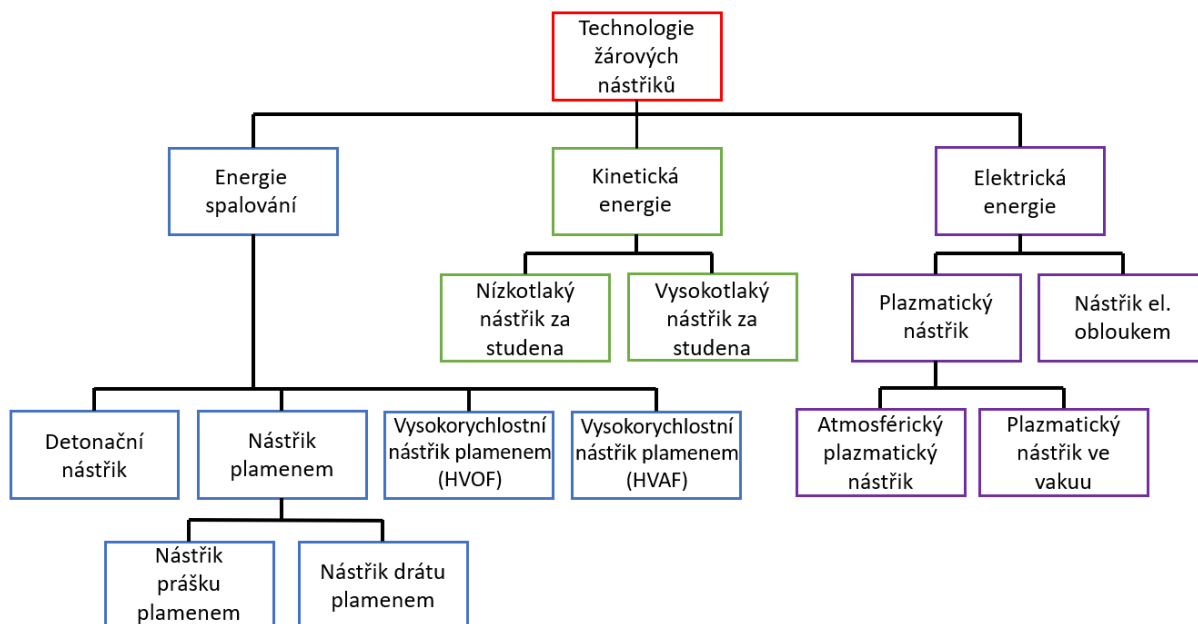 Technologie
žárových
nástřiků
Energie
spalování
Kinetická
energie
Elektrická
energie
Nízkotlaký
nástřik za
studena
Vysokotlaký
nástřik za
studena
Plazmatický
nástřik
Nástřik el.
obloukem
Detonační
nástřik
Nástřik
plamenem
Vysokorychlostní
nástřik plamenem
(HVOF)
Vysokorychlostní
nástřik plamenem
(HVAF)
Atmosférický
plazmatický
nástřik
Plazmatický
nástřik ve
vakuu
Nástřik
prášku
plamenem
Nástřik drátu
plamenem